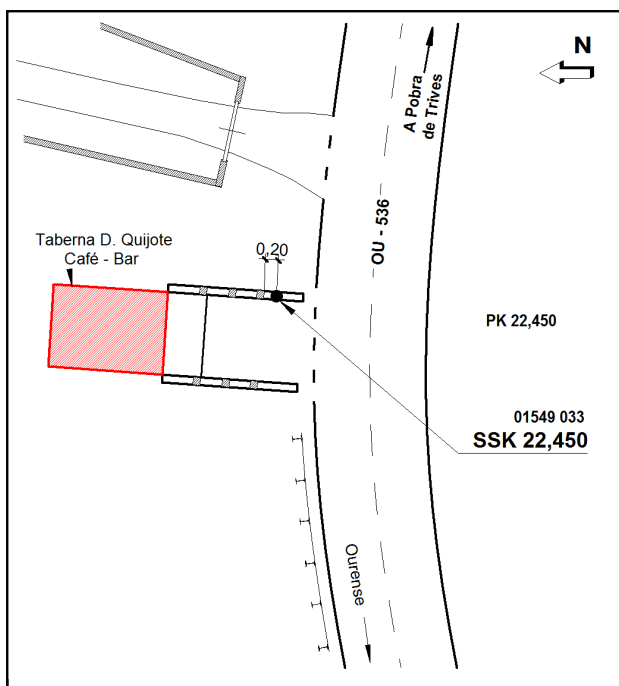 N
A Pobra
de Trives
OU - 536
Taberna D. Quijote
Café - Bar
0,20
PK 22,450
01549 033
SSK 22,450
Ourense